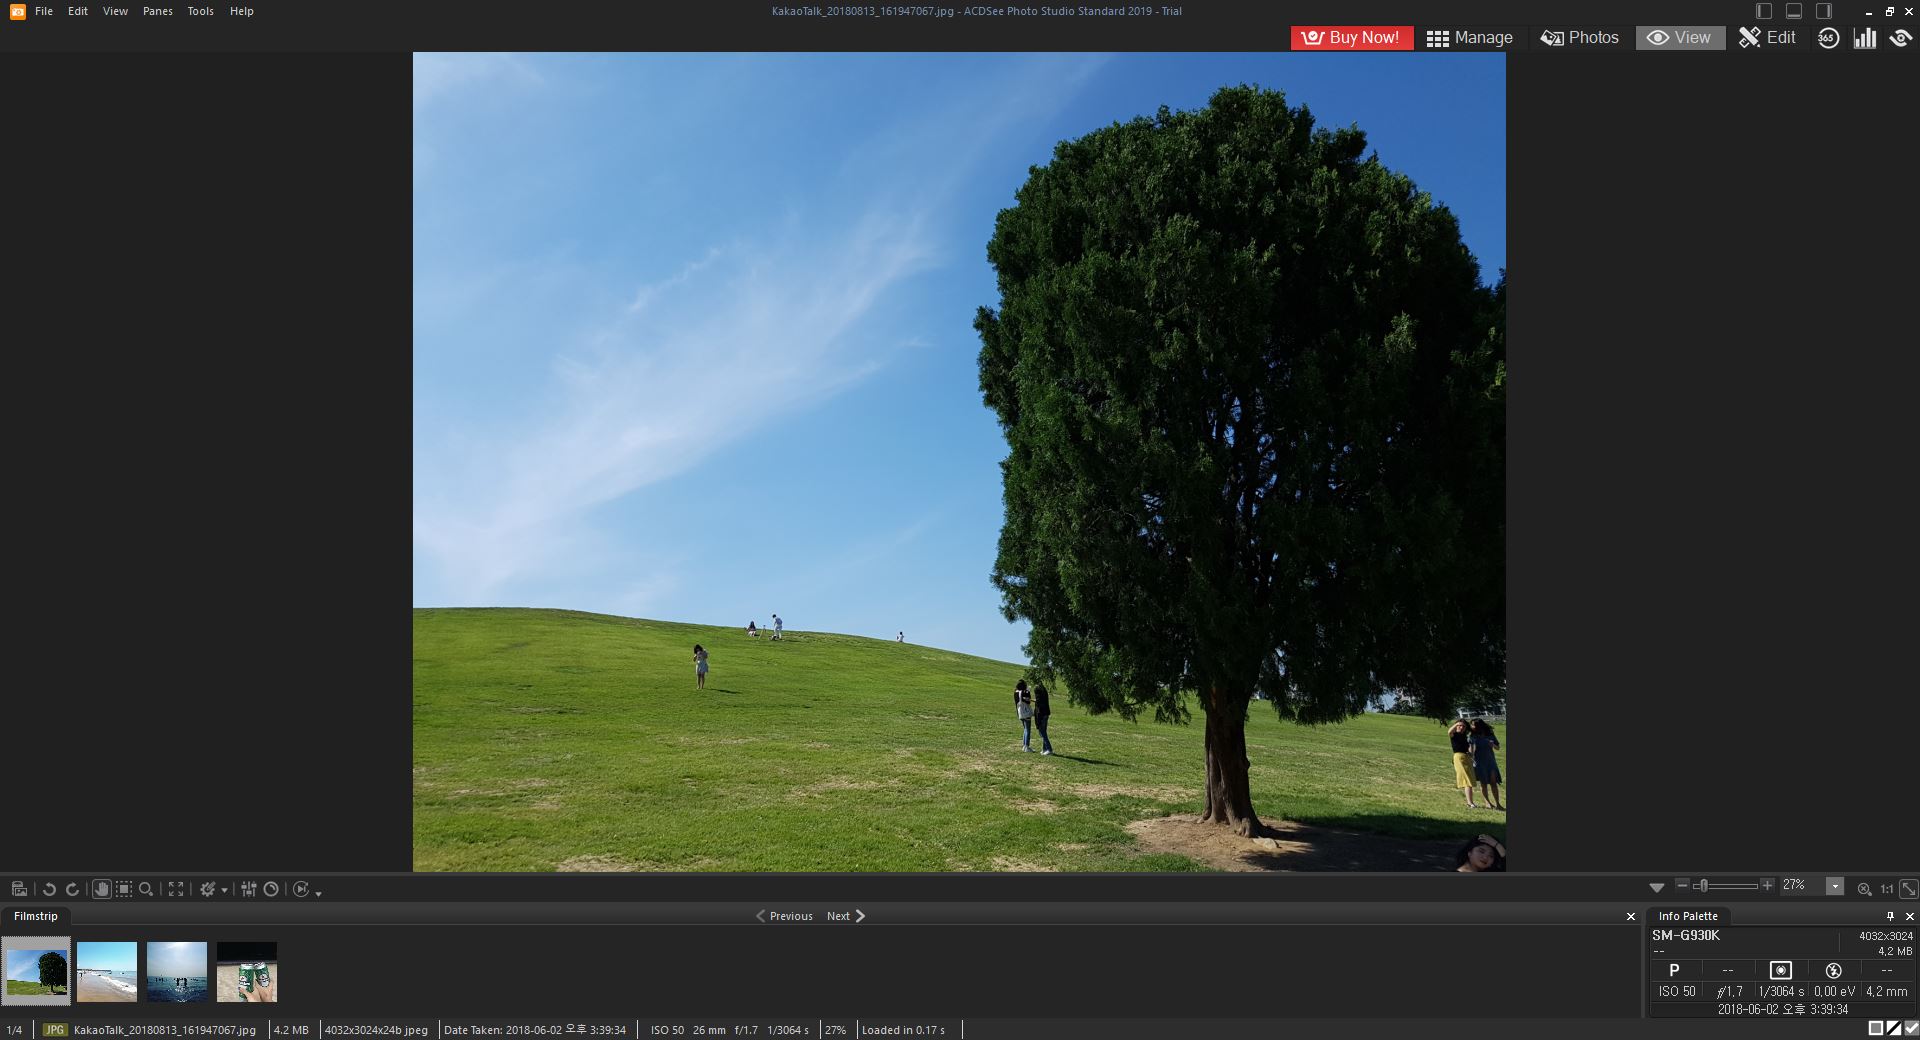 File Edit View Panes Tools Help
KakaoTalk_20180813_161947067.jpg - ACDSee Photo Studio Standard 2019 - Trial
Buy Now! Manage Photos View Edit 365
27% 1:1
Filmstrip
Previous Next
Info Palette
SM-G930K 4032x3024
-- 4,2 MB
P -- --
ISO 50 f/1,7 1/3064 s 0,00 eV 4,2 mm
2018-06-02 오후 3:39:34
1/4 JPG KakaoTalk_20180813_161947067.jpg 4.2 MB 4032x3024x24b jpeg Date Taken: 2018-06-02 오후 3:39:34 ISO 50 26 mm f/1.7 1/3064 s 27% Loaded in 0.17 s